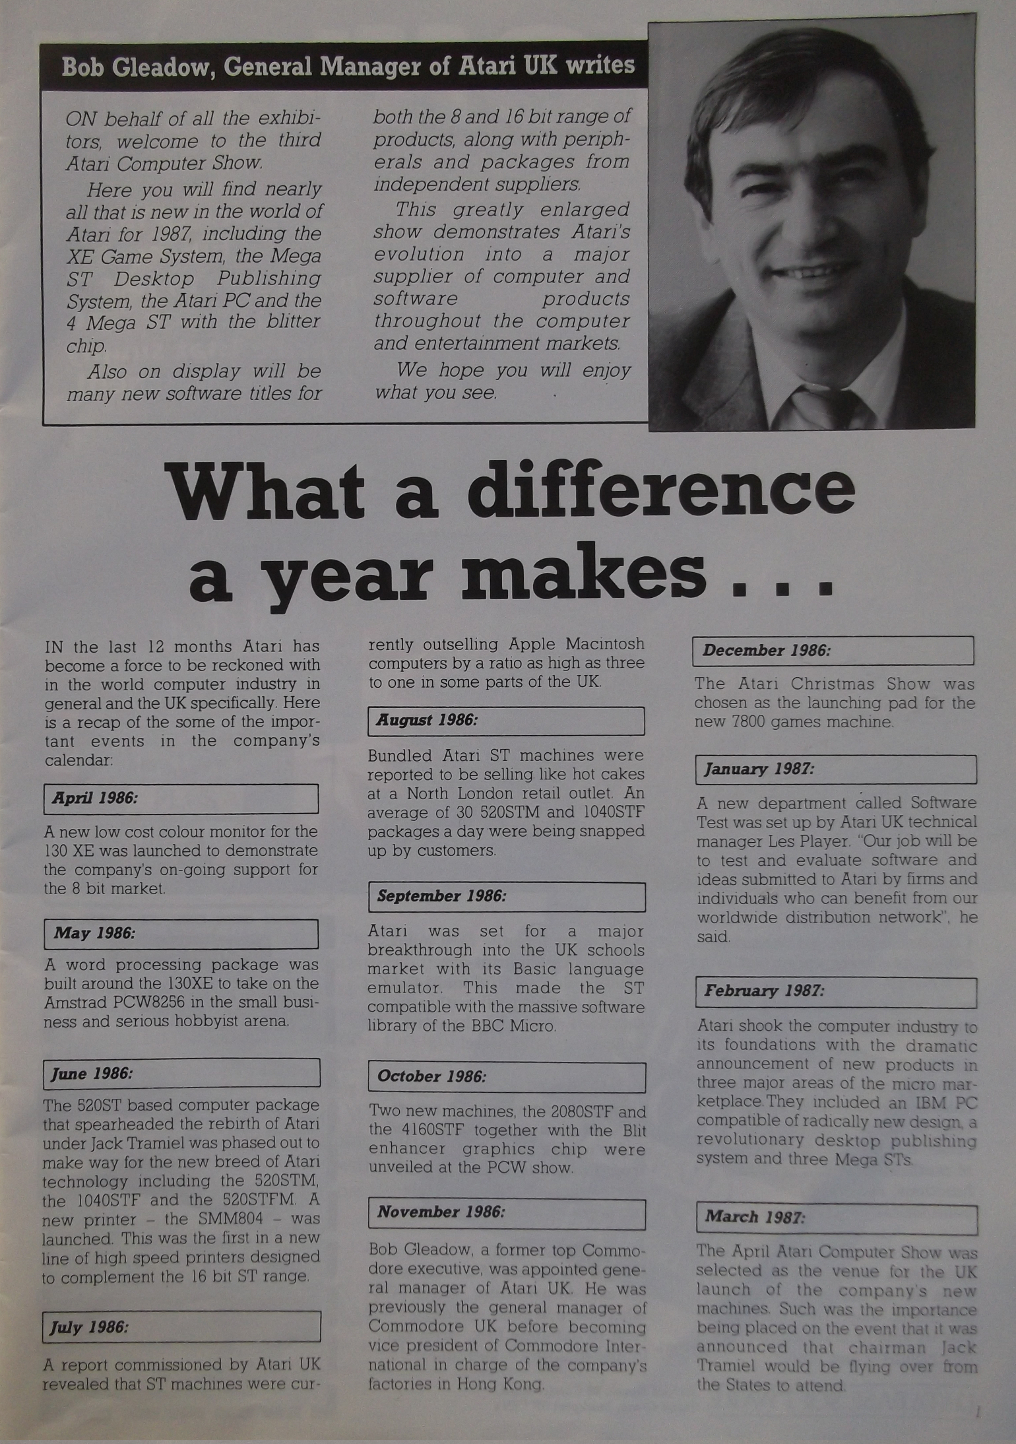 Bob Gleadow, General Manager of Atari UK writes
ON behalf of all the exhibi-
tors, welcome to the third
Atari Computer Show.
Here you will find nearly
all that is new in the world of
Atari for 1987, including the
XE Game System, the Mega
ST Desktop Publishing
System, the Atari PC and the
4 Mega ST with the blitter
chip.
Also on display will be
many new software titles for
both the 8 and 16 bit range of
products, along with periph-
erals and packages from
independent suppliers.
This greatly enlarged
show demonstrates Atari's
evolution into a major
supplier of computer and
software products
throughout the computer
and entertainment markets.
We hope you will enjoy
what you see.
What a difference
a year makes . . .
IN the last 12 months Atari has
become a force to be reckoned with
in the world computer industry in
general and the UK specifically. Here
is a recap of the some of the impor-
tant events in the company's
calendar:
April 1986:
A new low cost colour monitor for the
130 XE was launched to demonstrate
the company's on-going support for
the 8 bit market.
May 1986:
A word processing package was
built around the 130XE to take on the
Amstrad PCW8256 in the small busi-
ness and serious hobbyist arena.
June 1986:
The 520ST based computer package
that spearheaded the rebirth of Atari
under Jack Tramiel was phased out to
make way for the new breed of Atari
technology including the 520STM,
the 1040STF and the 520STFM. A
new printer – the SMM804 – was
launched. This was the first in a new
line of high speed printers designed
to complement the 16 bit ST range.
July 1986:
A report commissioned by Atari UK
revealed that ST machines were cur-
rently outselling Apple Macintosh
computers by a ratio as high as three
to one in some parts of the UK.
August 1986:
Bundled Atari ST machines were
reported to be selling like hot cakes
at a North London retail outlet. An
average of 30 520STM and 1040STF
packages a day were being snapped
up by customers.
September 1986:
Atari was set for a major
breakthrough into the UK schools
market with its Basic language
emulator. This made the ST
compatible with the massive software
library of the BBC Micro.
October 1986:
Two new machines, the 2080STF and
the 4160STF together with the Blit
enhancer graphics chip were
unveiled at the PCW show.
November 1986:
Bob Gleadow, a former top Commo-
dore executive, was appointed gene-
ral manager of Atari UK. He was
previously the general manager of
Commodore UK before becoming
vice president of Commodore Inter-
national in charge of the company's
factories in Hong Kong.
December 1986:
The Atari Christmas Show was
chosen as the launching pad for the
new 7800 games machine.
January 1987:
A new department called Software
Test was set up by Atari UK technical
manager Les Player. "Our job will be
to test and evaluate software and
ideas submitted to Atari by firms and
individuals who can benefit from our
worldwide distribution network", he
said.
February 1987:
Atari shook the computer industry to
its foundations with the dramatic
announcement of new products in
three major areas of the micro mar-
ketplace.They included an IBM PC
compatible of radically new design, a
revolutionary desktop publishing
system and three Mega STs.
March 1987:
The April Atari Computer Show was
selected as the venue for the UK
launch of the company's new
machines. Such was the importance
being placed on the event that it was
announced that chairman Jack
Tramiel would be flying over from
the States to attend.
1